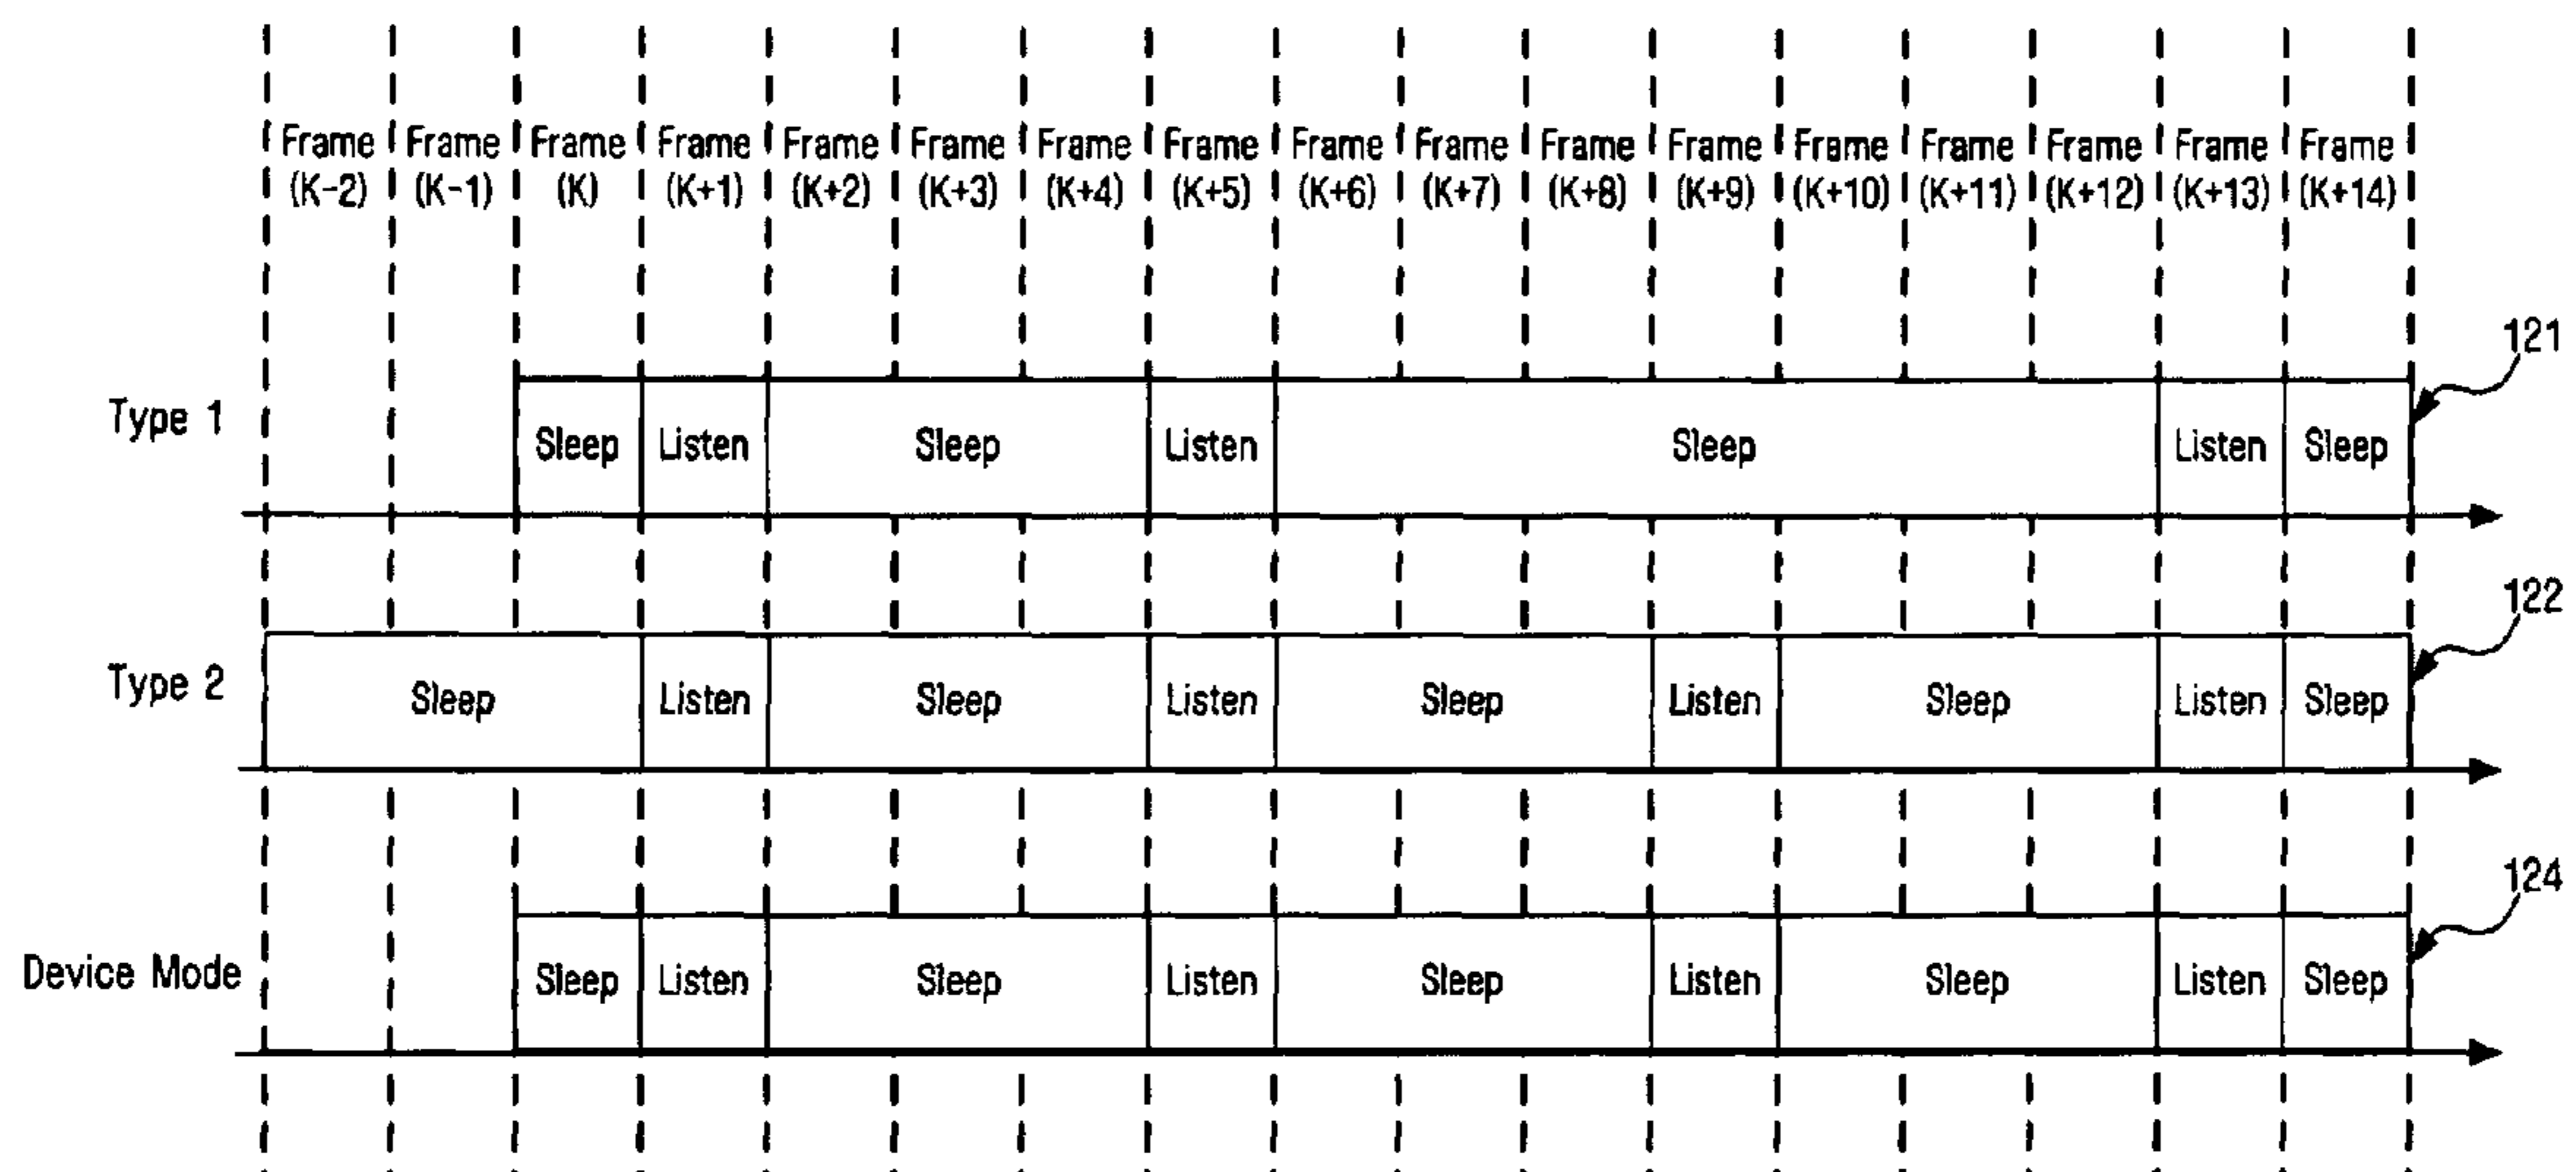 Frame (K-2)
Frame (K-1)
Frame (K)
Frame (K+1)
Frame (K+2)
Frame (K+3)
Frame (K+4)
Frame (K+5)
Frame (K+6)
Frame (K+7)
Frame (K+8)
Frame (K+9)
Frame (K+10)
Frame (K+11)
Frame (K+12)
Frame (K+13)
Frame (K+14)
121
Type 1
Sleep Listen Sleep Listen Sleep Listen Sleep
122
Type 2
Sleep Listen Sleep Listen Sleep Listen Sleep Listen Sleep
124
Device Mode
Sleep Listen Sleep Listen Sleep Listen Sleep Listen Sleep